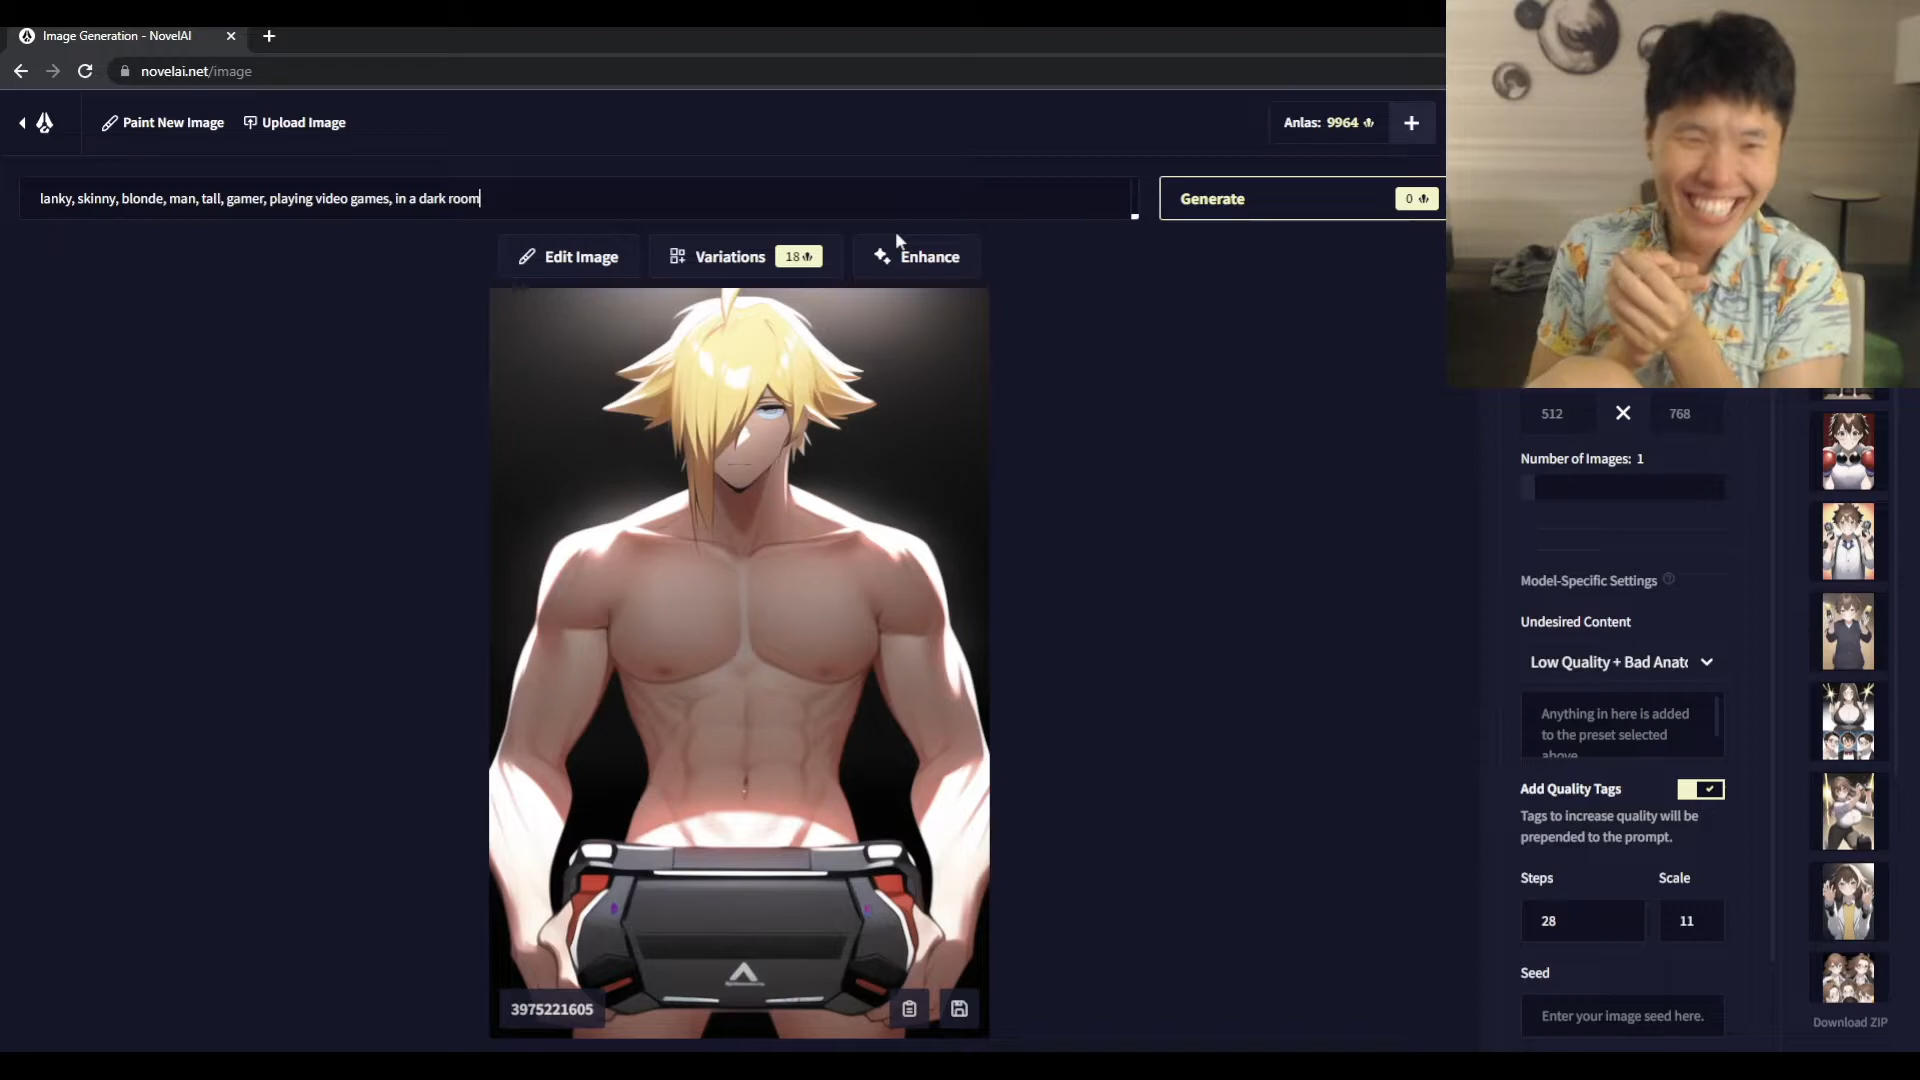 Image Generation - NovelAI
novelai.net/image
Paint New Image
Upload Image
Anlas: 9964
lanky, skinny, blonde, man, tall, gamer, playing video games, in a dark room
Generate
0
Edit Image
Variations
18
Enhance
512
768
Number of Images: 1
Model-Specific Settings
Undesired Content
Low Quality + Bad Anatc
Anything in here is added
to the preset selected
above
Add Quality Tags
Tags to increase quality will be
prepended to the prompt.
Steps
Scale
28
11
Seed
3975221605
Enter your image seed here.
Download ZIP